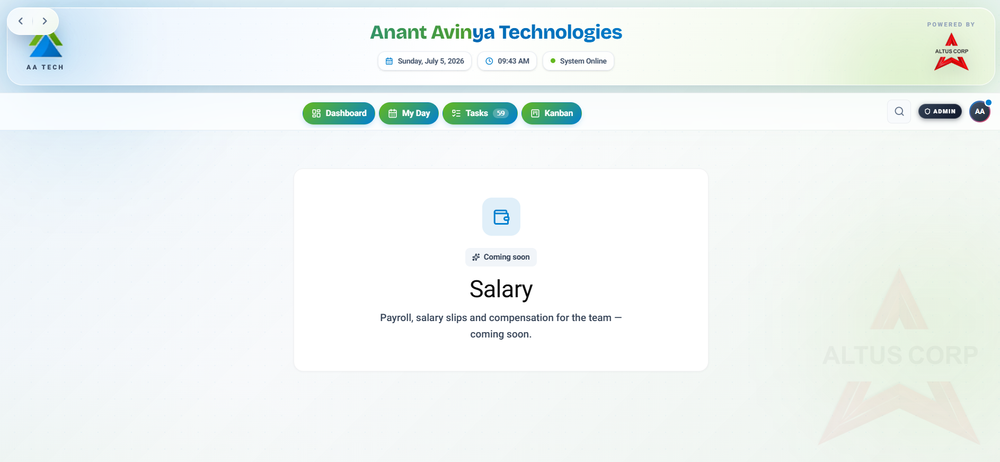 Anant Avinya Technologies
Sunday, July 5, 2026
09:43 AM
System Online
AA TECH
POWERED BY
ALTUS CORP
Dashboard
My Day
Tasks 59
Kanban
ADMIN
AA
Coming soon
Salary
Payroll, salary slips and compensation for the team —
coming soon.
ALTUS CORP